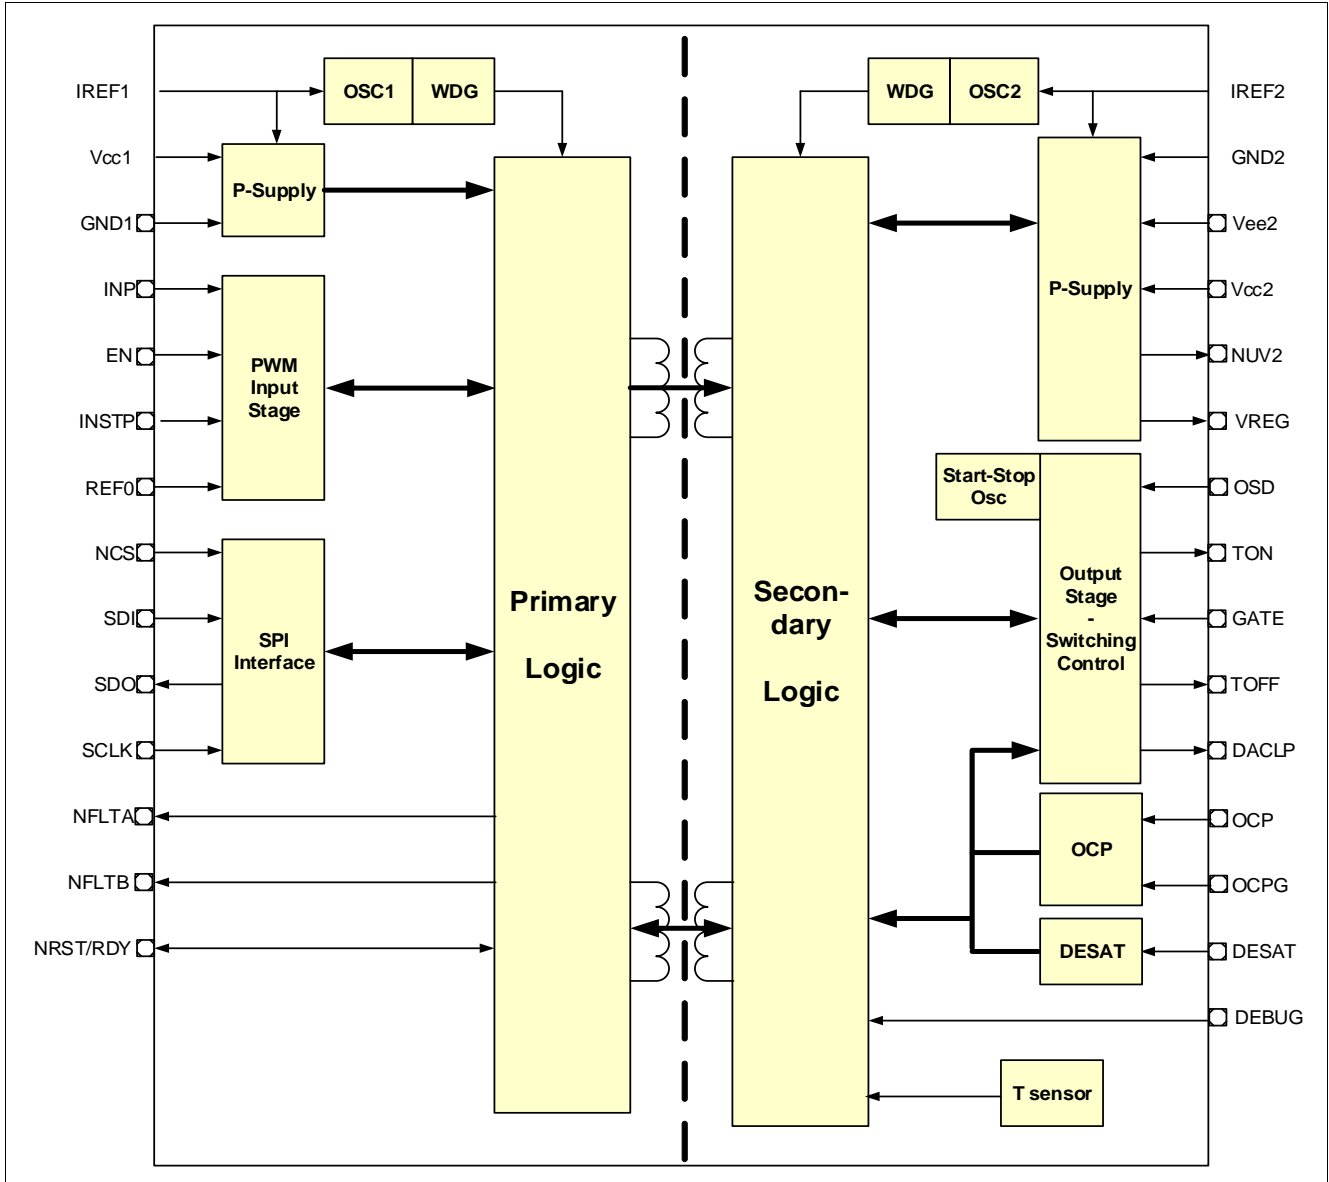 IREF1
OSC1
WDG
WDG
OSC2
IREF2
Vcc1
GND2
P-Supply
GND1
Vee2
INP
P-Supply
Vcc2
EN
NUV2
PWM
Input
Stage
INSTP
VREG
REF0
Start-Stop
Osc
OSD
NCS
TON
SDI
SPI
Interface
Primary
Logic
Secon-
dary
Logic
Output
Stage
-
Switching
Control
GATE
SDO
TOFF
SCLK
DACLP
NFLTA
OCP
OCP
NFLTB
OCPG
NRST/RDY
DESAT
DESAT
DEBUG
T sensor